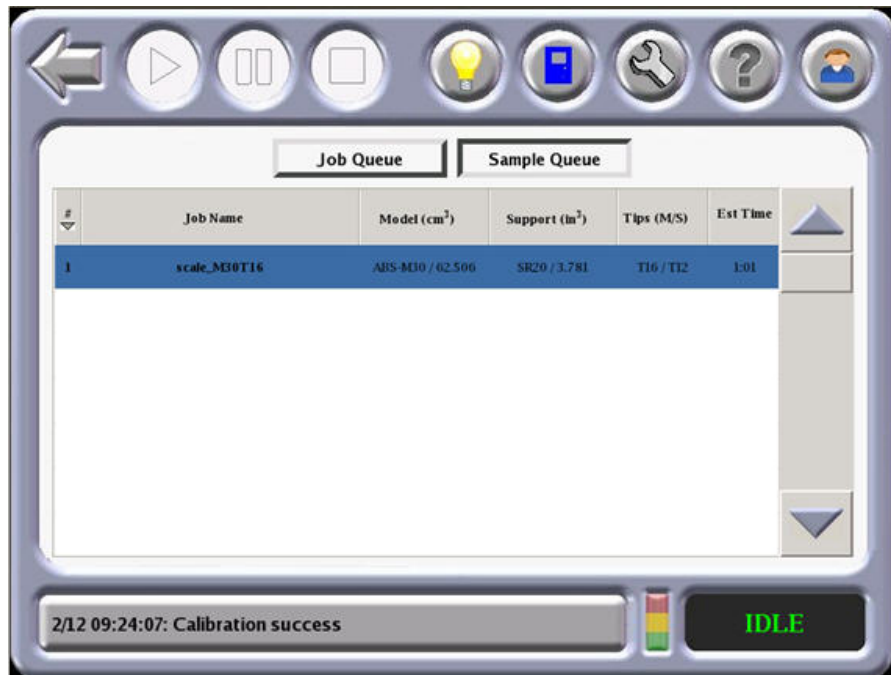 Job Queue
Sample Queue
# Job Name Model (cm³) Support (in³) Tips (M/S) Est Time
1 scale_M30T16 ABS-M30 / 62.506 SR20 / 3.781 T16 / T12 1:01
2/12 09:24:07: Calibration success
IDLE